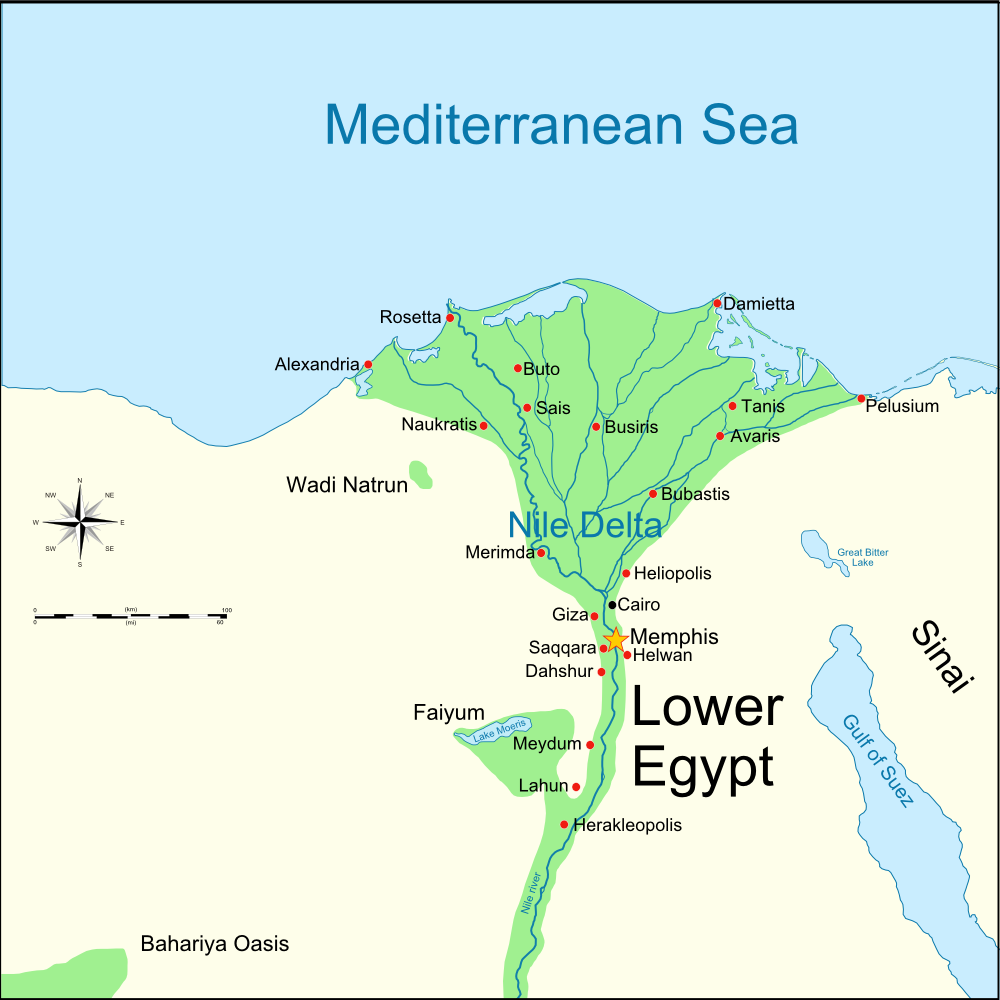 Mediterranean Sea
Damietta
Rosetta
Alexandria
Buto
Sais
Tanis
Pelusium
Naukratis
Busiris
Avaris
Wadi Natrun
Bubastis
N
NW
NE
W
E
SW
SE
S
Nile Delta
Merimda
Great Bitter
Lake
Heliopolis
Cairo
0
(km)
100
0
(mi)
60
Giza
Memphis
Saqqara
Helwan
Dahshur
Sinai
Lower
Egypt
Faiyum
Lake Moeris
Meydum
Gulf of Suez
Lahun
Herakleopolis
Nile river
Bahariya Oasis